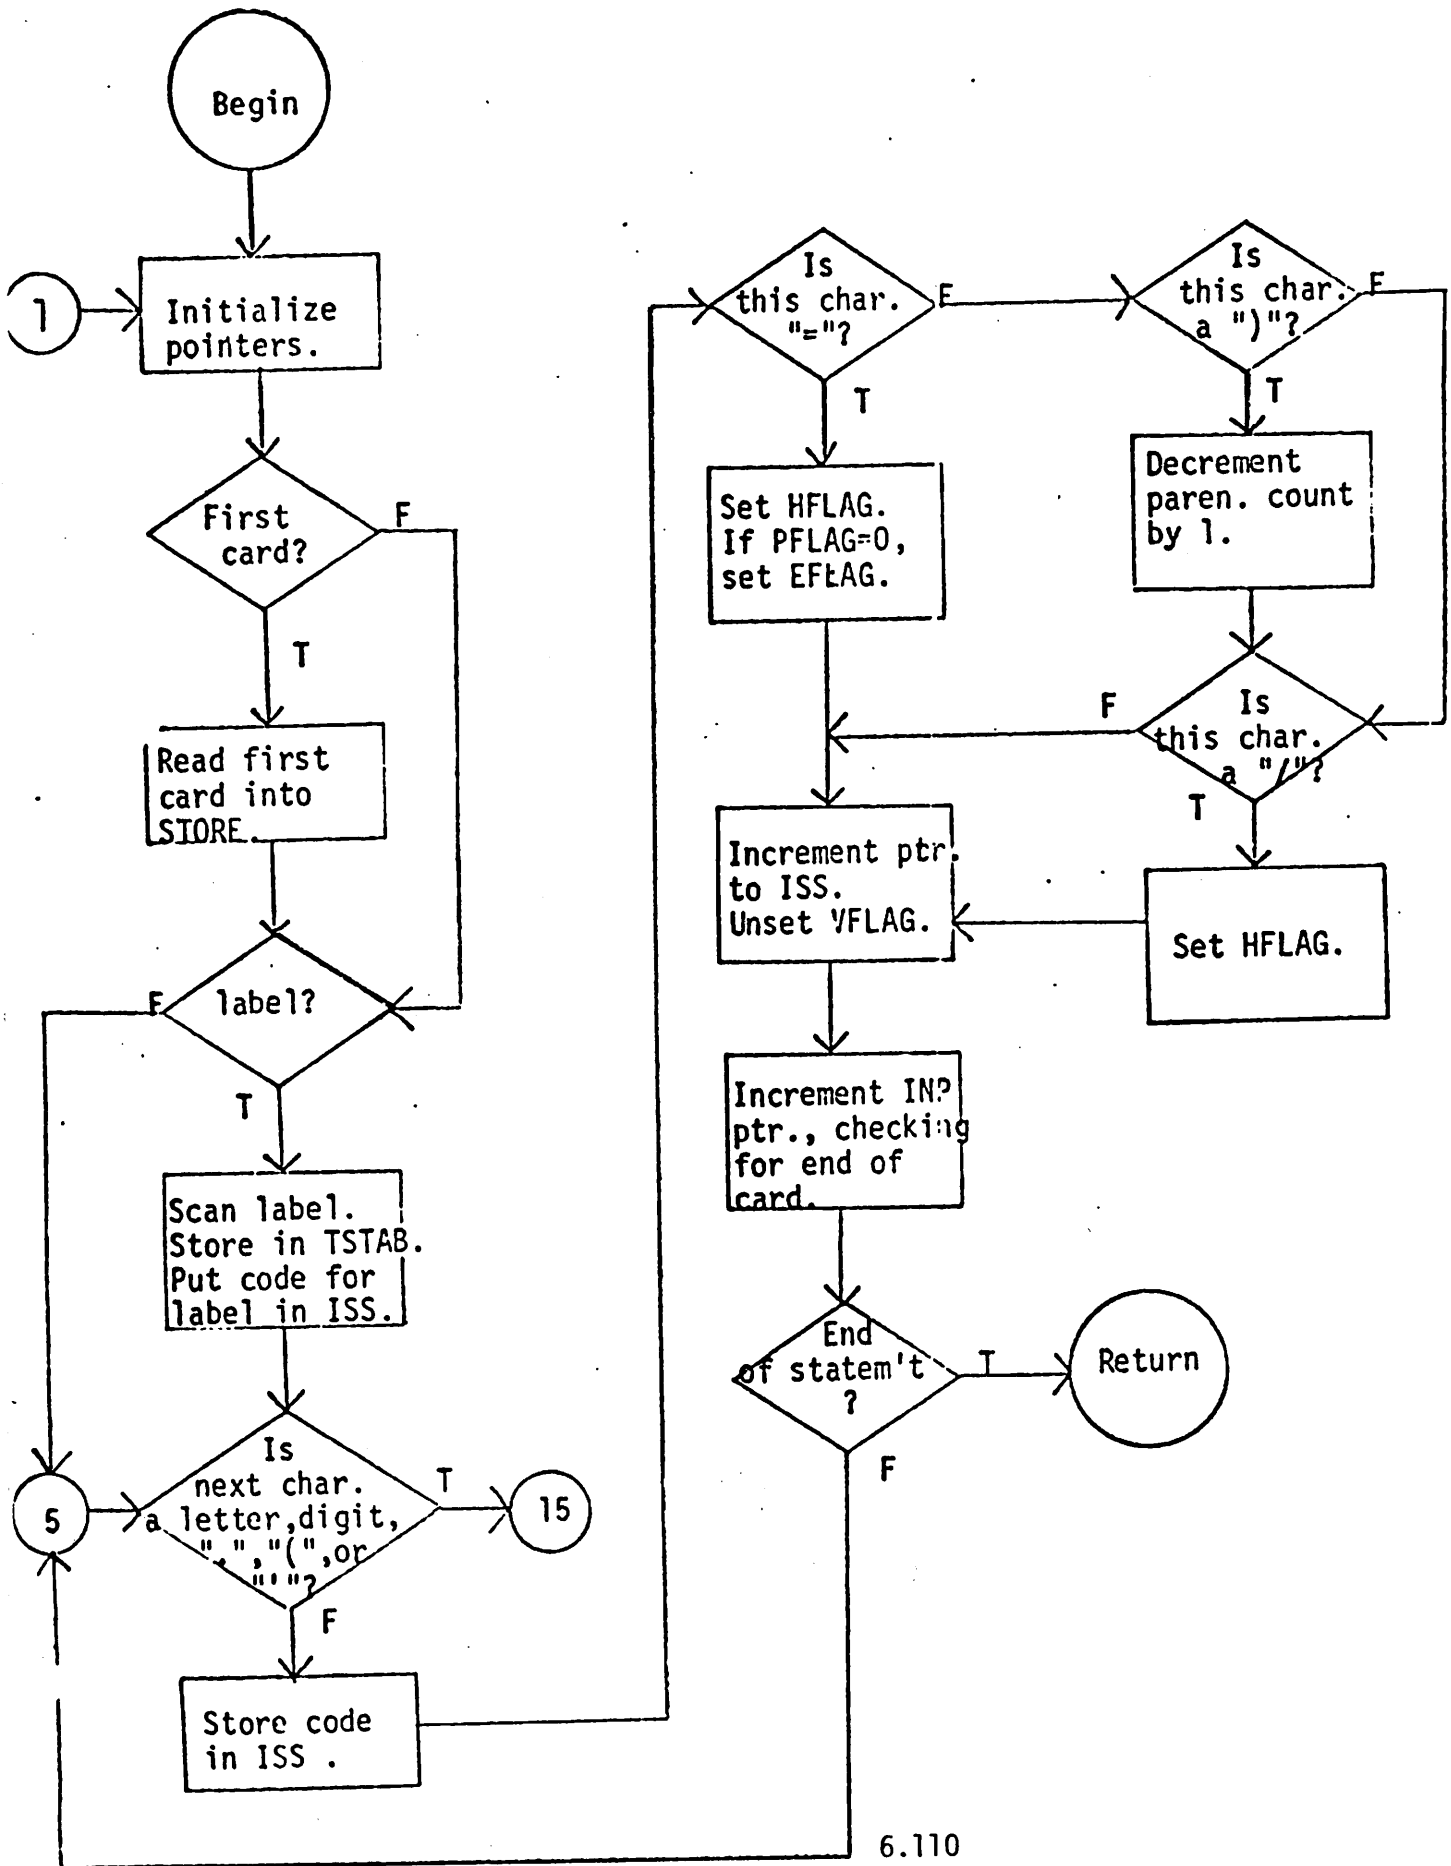 Begin
1
Initialize
pointers.
First
card?
F
T
Read first
card into
STORE.
label?
F
T
Scan label.
Store in TSTAB.
Put code for
label in ISS.
5
Is
next char.
a letter,digit,
".","(",or
"'"?
T
15
F
Store code
in ISS .
Is
this char.
"="?
F
T
Set HFLAG.
If PFLAG=0,
set EFLAG.
Is
this char.
a ")"?
F
T
Decrement
paren. count
by 1.
Is
this char.
a "/"?
F
T
Set HFLAG.
Increment ptr.
to ISS.
Unset VFLAG.
Increment INP
ptr., checking
for end of
card.
End
of statem't
?
T
Return
F
6.110